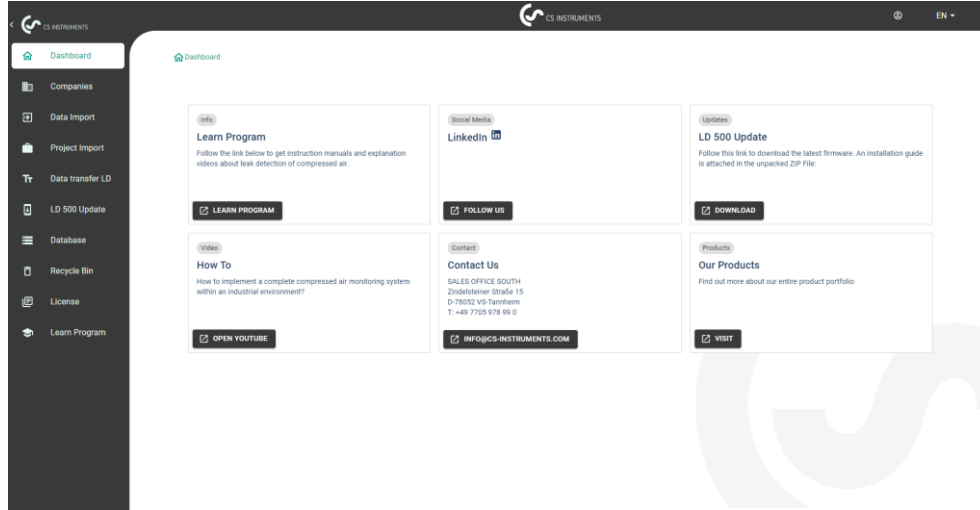 CS INSTRUMENTS
CS INSTRUMENTS
EN
Dashboard
Companies
Data Import
Project Import
Data transfer LD
LD 500 Update
Database
Recycle Bin
License
Learn Program
Dashboard
Info
Learn Program
Follow the link below to get instruction manuals and explanation
videos about leak detection of compressed air.
LEARN PROGRAM
Social Media
LinkedIn in
FOLLOW US
Updates
LD 500 Update
Follow this link to download the latest firmware. An installation guide
is attached in the unpacked ZIP File:
DOWNLOAD
Video
How To
How to implement a complete compressed air monitoring system
within an industrial environment?
OPEN YOUTUBE
Contact
Contact Us
SALES OFFICE SOUTH
Zindelsteiner Straße 15
D-78052 VS-Tannheim
T: +49 7705 978 99 0
INFO@CS-INSTRUMENTS.COM
Products
Our Products
Find out more about our entire product portfolio
VISIT